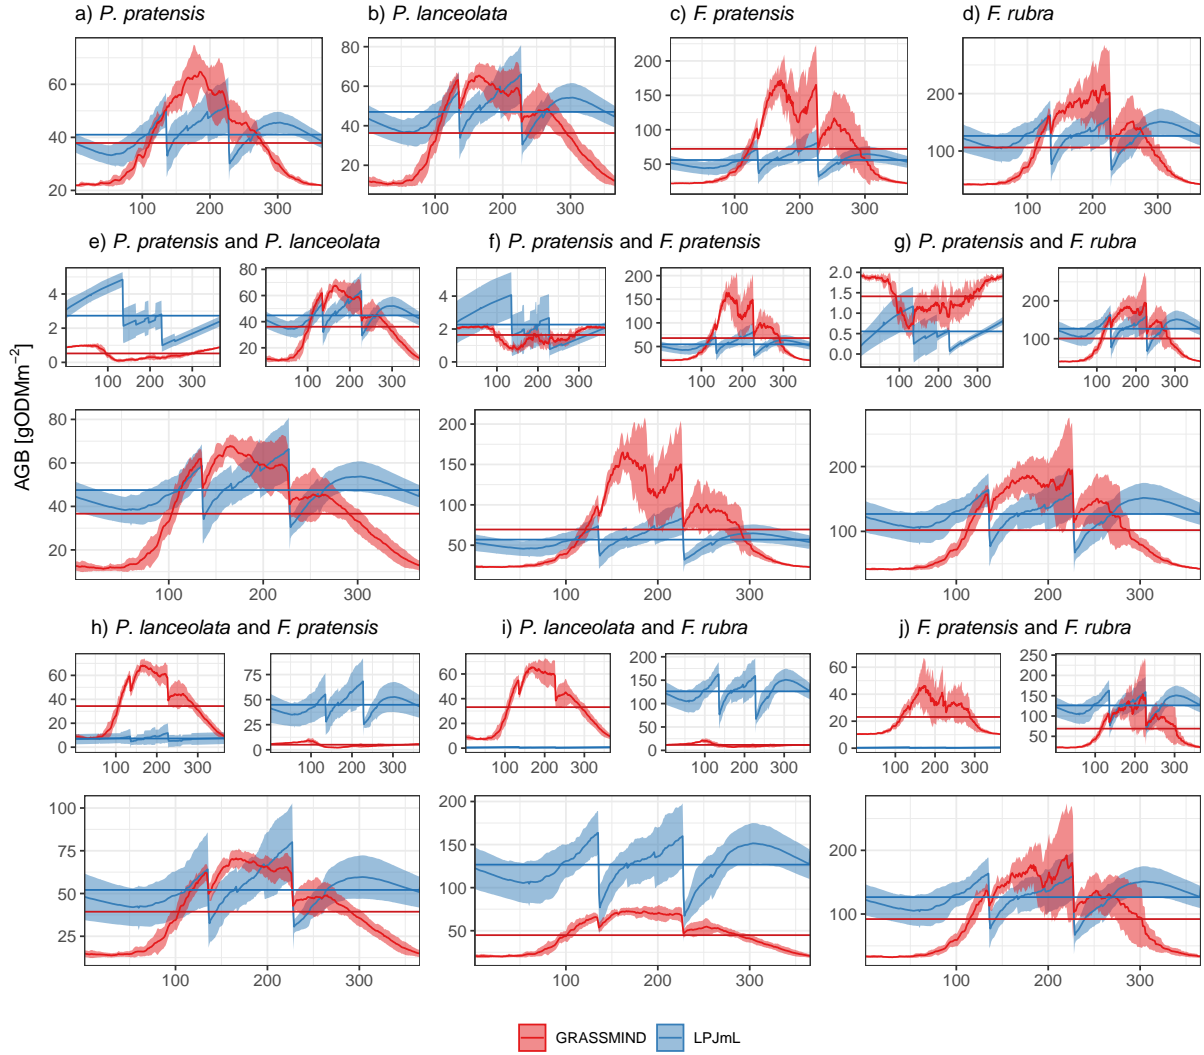 a) P. pratensis
b) P. lanceolata
c) F. pratensis
d) F. rubra
60
40
20
100 200 300
80
60
40
20
100 200 300
200
150
100
50
100 200 300
200
100
100 200 300
e) P. pratensis and P. lanceolata
f) P. pratensis and F. pratensis
g) P. pratensis and F. rubra
4
2
0
100 200 300
80
60
40
20
100 200 300
4
2
0
100 200 300
200
150
100
50
100 200 300
2.0
1.5
1.0
0.5
0.0
100 200 300
200
100
100 200 300
AGB [gODMm−2]
80
60
40
20
100 200 300
200
150
100
50
100 200 300
200
100
100 200 300
h) P. lanceolata and F. pratensis
i) P. lanceolata and F. rubra
j) F. pratensis and F. rubra
60
40
20
0
100 200 300
75
50
25
0
100 200 300
60
40
20
0
100 200 300
200
150
100
50
0
100 200 300
60
40
20
0
100 200 300
250
200
150
100
50
100 200 300
100
75
50
25
100 200 300
200
150
100
50
100 200 300
200
100
100 200 300
GRASSMIND LPJmL